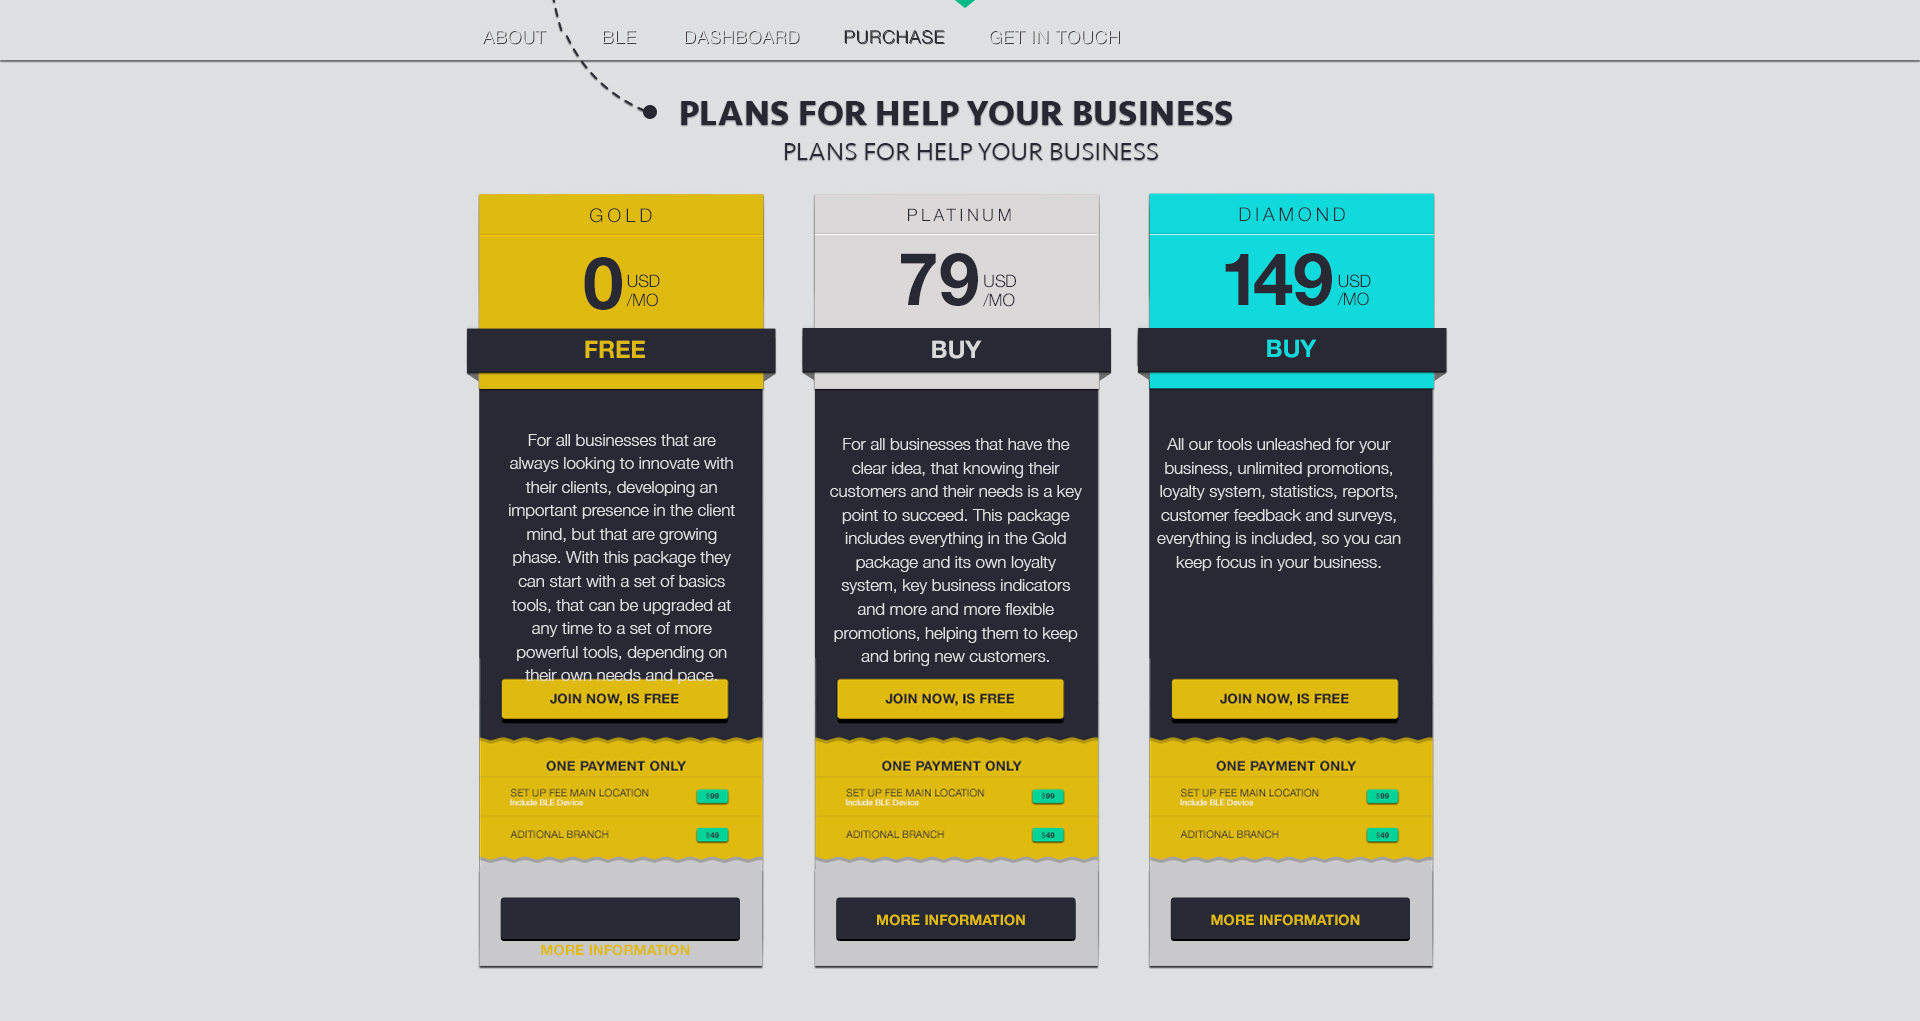 ABOUT BLE DASHBOARD PURCHASE GET IN TOUCH
PLANS FOR HELP YOUR BUSINESS
PLANS FOR HELP YOUR BUSINESS
GOLD
0 USD
/MO
FREE
For all businesses that are
always looking to innovate with
their clients, developing an
important presence in the client
mind, but that are growing
phase. With this package they
can start with a set of basics
tools, that can be upgraded at
any time to a set of more
powerful tools, depending on
their own needs and pace.
JOIN NOW, IS FREE
ONE PAYMENT ONLY
SET UP FEE MAIN LOCATION
Include BLE Device
$99
ADITIONAL BRANCH
$49
MORE INFORMATION
PLATINUM
79 USD
/MO
BUY
For all businesses that have the
clear idea, that knowing their
customers and their needs is a key
point to succeed. This package
includes everything in the Gold
package and its own loyalty
system, key business indicators
and more and more flexible
promotions, helping them to keep
and bring new customers.
JOIN NOW, IS FREE
ONE PAYMENT ONLY
SET UP FEE MAIN LOCATION
Include BLE Device
$99
ADITIONAL BRANCH
$49
MORE INFORMATION
DIAMOND
149 USD
/MO
BUY
All our tools unleashed for your
business, unlimited promotions,
loyalty system, statistics, reports,
customer feedback and surveys,
everything is included, so you can
keep focus in your business.
JOIN NOW, IS FREE
ONE PAYMENT ONLY
SET UP FEE MAIN LOCATION
Include BLE Device
$99
ADITIONAL BRANCH
$49
MORE INFORMATION